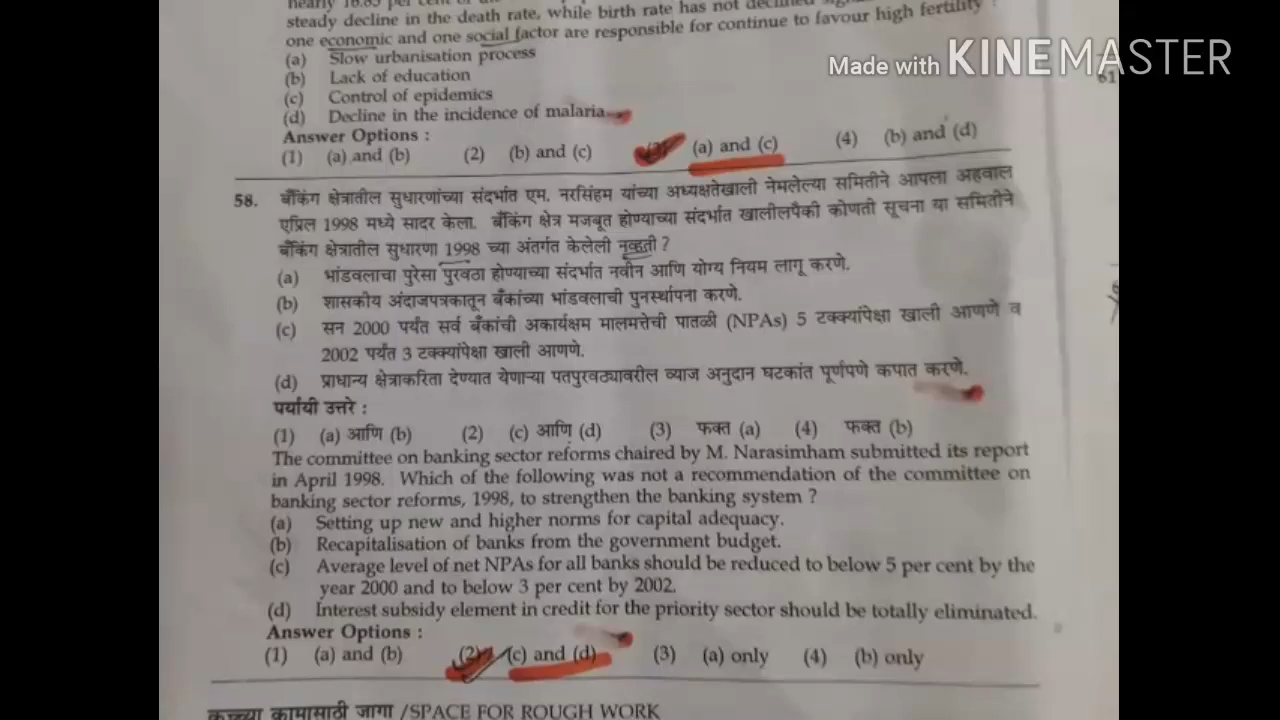 nearly 16.85 per cent of
steady decline in the death rate, while birth rate has not declined
one economic and one social factor are responsible for continue to favour high fertility ?
(a) Slow urbanisation process
(b) Lack of education
(c) Control of epidemics
(d) Decline in the incidence of malaria
Answer Options :
(1) (a) and (b) (2) (b) and (c) (3) (a) and (c) (4) (b) and (d)
Made with KINEMASTER
61
58. बँकिंग क्षेत्रातील सुधारणांच्या संदर्भात एम. नरसिंहम यांच्या अध्यक्षतेखाली नेमलेल्या समितीने आपला अहवाल
एप्रिल 1998 मध्ये सादर केला. बँकिंग क्षेत्र मजबूत होण्याच्या संदर्भात खालीलपैकी कोणती सूचना या समितीने
बँकिंग क्षेत्रातील सुधारणा 1998 च्या अंतर्गत केलेली नव्हती ?
(a) भांडवलाचा पुरेसा पुरवठा होण्याच्या संदर्भात नवीन आणि योग्य नियम लागू करणे.
(b) शासकीय अंदाजपत्रकातून बँकांच्या भांडवलाची पुनर्स्थापना करणे.
(c) सन 2000 पर्यंत सर्व बँकांची अकार्यक्षम मालमत्तेची पातळी (NPAs) 5 टक्क्यांपेक्षा खाली आणणे व
2002 पर्यंत 3 टक्क्यांपेक्षा खाली आणणे.
(d) प्राधान्य क्षेत्राकरिता देण्यात येणाऱ्या पतपुरवठ्यावरील व्याज अनुदान घटकांत पूर्णपणे कपात करणे.
पर्यायी उत्तरे :
(1) (a) आणि (b) (2) (c) आणि (d) (3) फक्त (a) (4) फक्त (b)
The committee on banking sector reforms chaired by M. Narasimham submitted its report
in April 1998. Which of the following was not a recommendation of the committee on
banking sector reforms, 1998, to strengthen the banking system ?
(a) Setting up new and higher norms for capital adequacy.
(b) Recapitalisation of banks from the government budget.
(c) Average level of net NPAs for all banks should be reduced to below 5 per cent by the
year 2000 and to below 3 per cent by 2002.
(d) Interest subsidy element in credit for the priority sector should be totally eliminated.
Answer Options :
(1) (a) and (b) (2) (c) and (d) (3) (a) only (4) (b) only
कच्च्या कामासाठी जागा /SPACE FOR ROUGH WORK